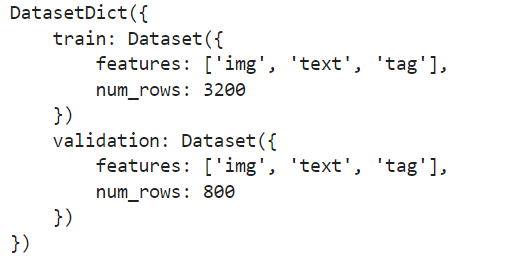 DatasetDict({
    train: Dataset({
        features: ['img', 'text', 'tag'],
        num_rows: 3200
    })
    validation: Dataset({
        features: ['img', 'text', 'tag'],
        num_rows: 800
    })
})